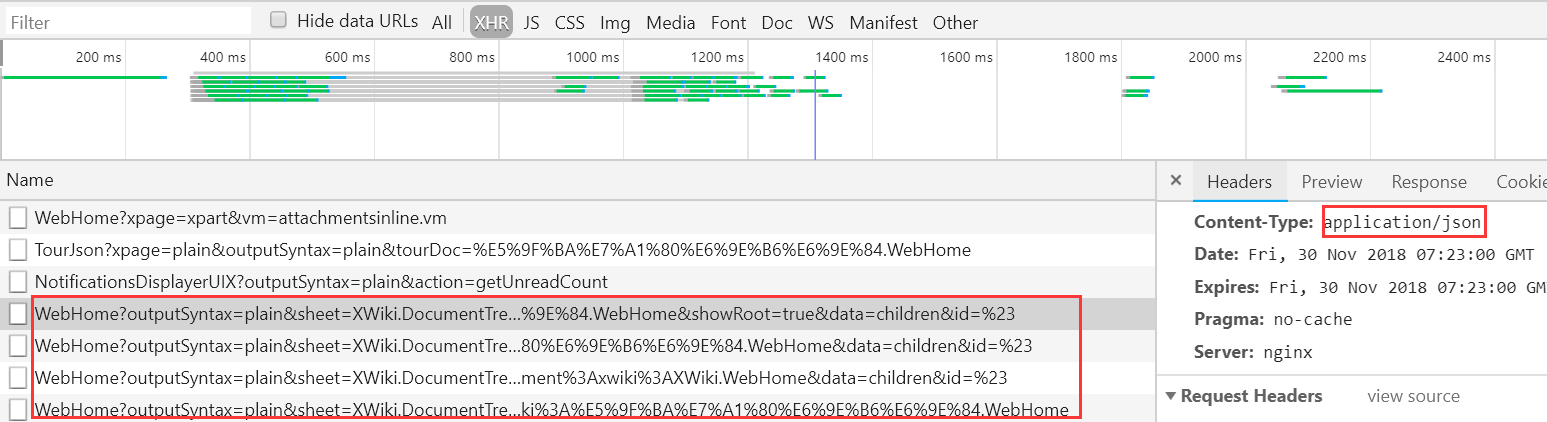 Filter Hide data URLs All XHR JS CSS Img Media Font Doc WS Manifest Other
200 ms 400 ms 600 ms 800 ms 1000 ms 1200 ms 1400 ms 1600 ms 1800 ms 2000 ms 2200 ms 2400 ms
Name
WebHome?xpage=xpart&vm=attachmentsinline.vm
TourJson?xpage=plain&outputSyntax=plain&tourDoc=%E5%9F%BA%E7%A1%80%E6%9E%B6%E6%9E%84.WebHome
NotificationsDisplayerUIX?outputSyntax=plain&action=getUnreadCount
WebHome?outputSyntax=plain&sheet=XWiki.DocumentTre...%9E%84.WebHome&showRoot=true&data=children&id=%23
WebHome?outputSyntax=plain&sheet=XWiki.DocumentTre...80%E6%9E%B6%E6%9E%84.WebHome&data=children&id=%23
WebHome?outputSyntax=plain&sheet=XWiki.DocumentTre...ment%3Axwiki%3AXWiki.WebHome&data=children&id=%23
WebHome?outputSyntax=plain&sheet=XWiki.DocumentTre...ki%3A%E5%9F%BA%E7%A1%80%E6%9E%B6%E6%9E%84.WebHome
× Headers Preview Response Cookie
Content-Type: application/json
Date: Fri, 30 Nov 2018 07:23:00 GMT
Expires: Fri, 30 Nov 2018 07:23:00 GM
Pragma: no-cache
Server: nginx
Request Headers view source